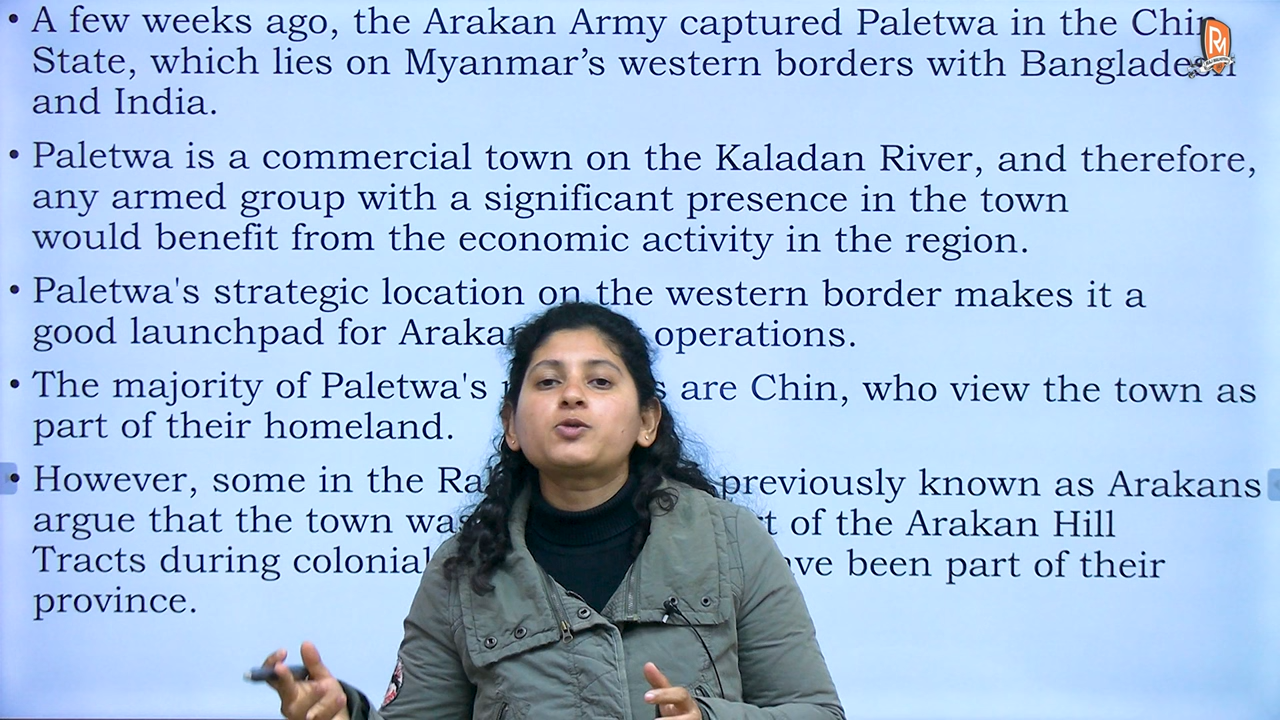 • A few weeks ago, the Arakan Army captured Paletwa in the Chin
State, which lies on Myanmar’s western borders with Bangladesh
and India.
• Paletwa is a commercial town on the Kaladan River, and therefore,
any armed group with a significant presence in the town
would benefit from the economic activity in the region.
• Paletwa's strategic location on the western border makes it a
good launchpad for Arakan operations.
• The majority of Paletwa's are Chin, who view the town as
part of their homeland.
• However, some in the previously known as Arakans
argue that the town was of the Arakan Hill
Tracts during colonial been part of their
province.